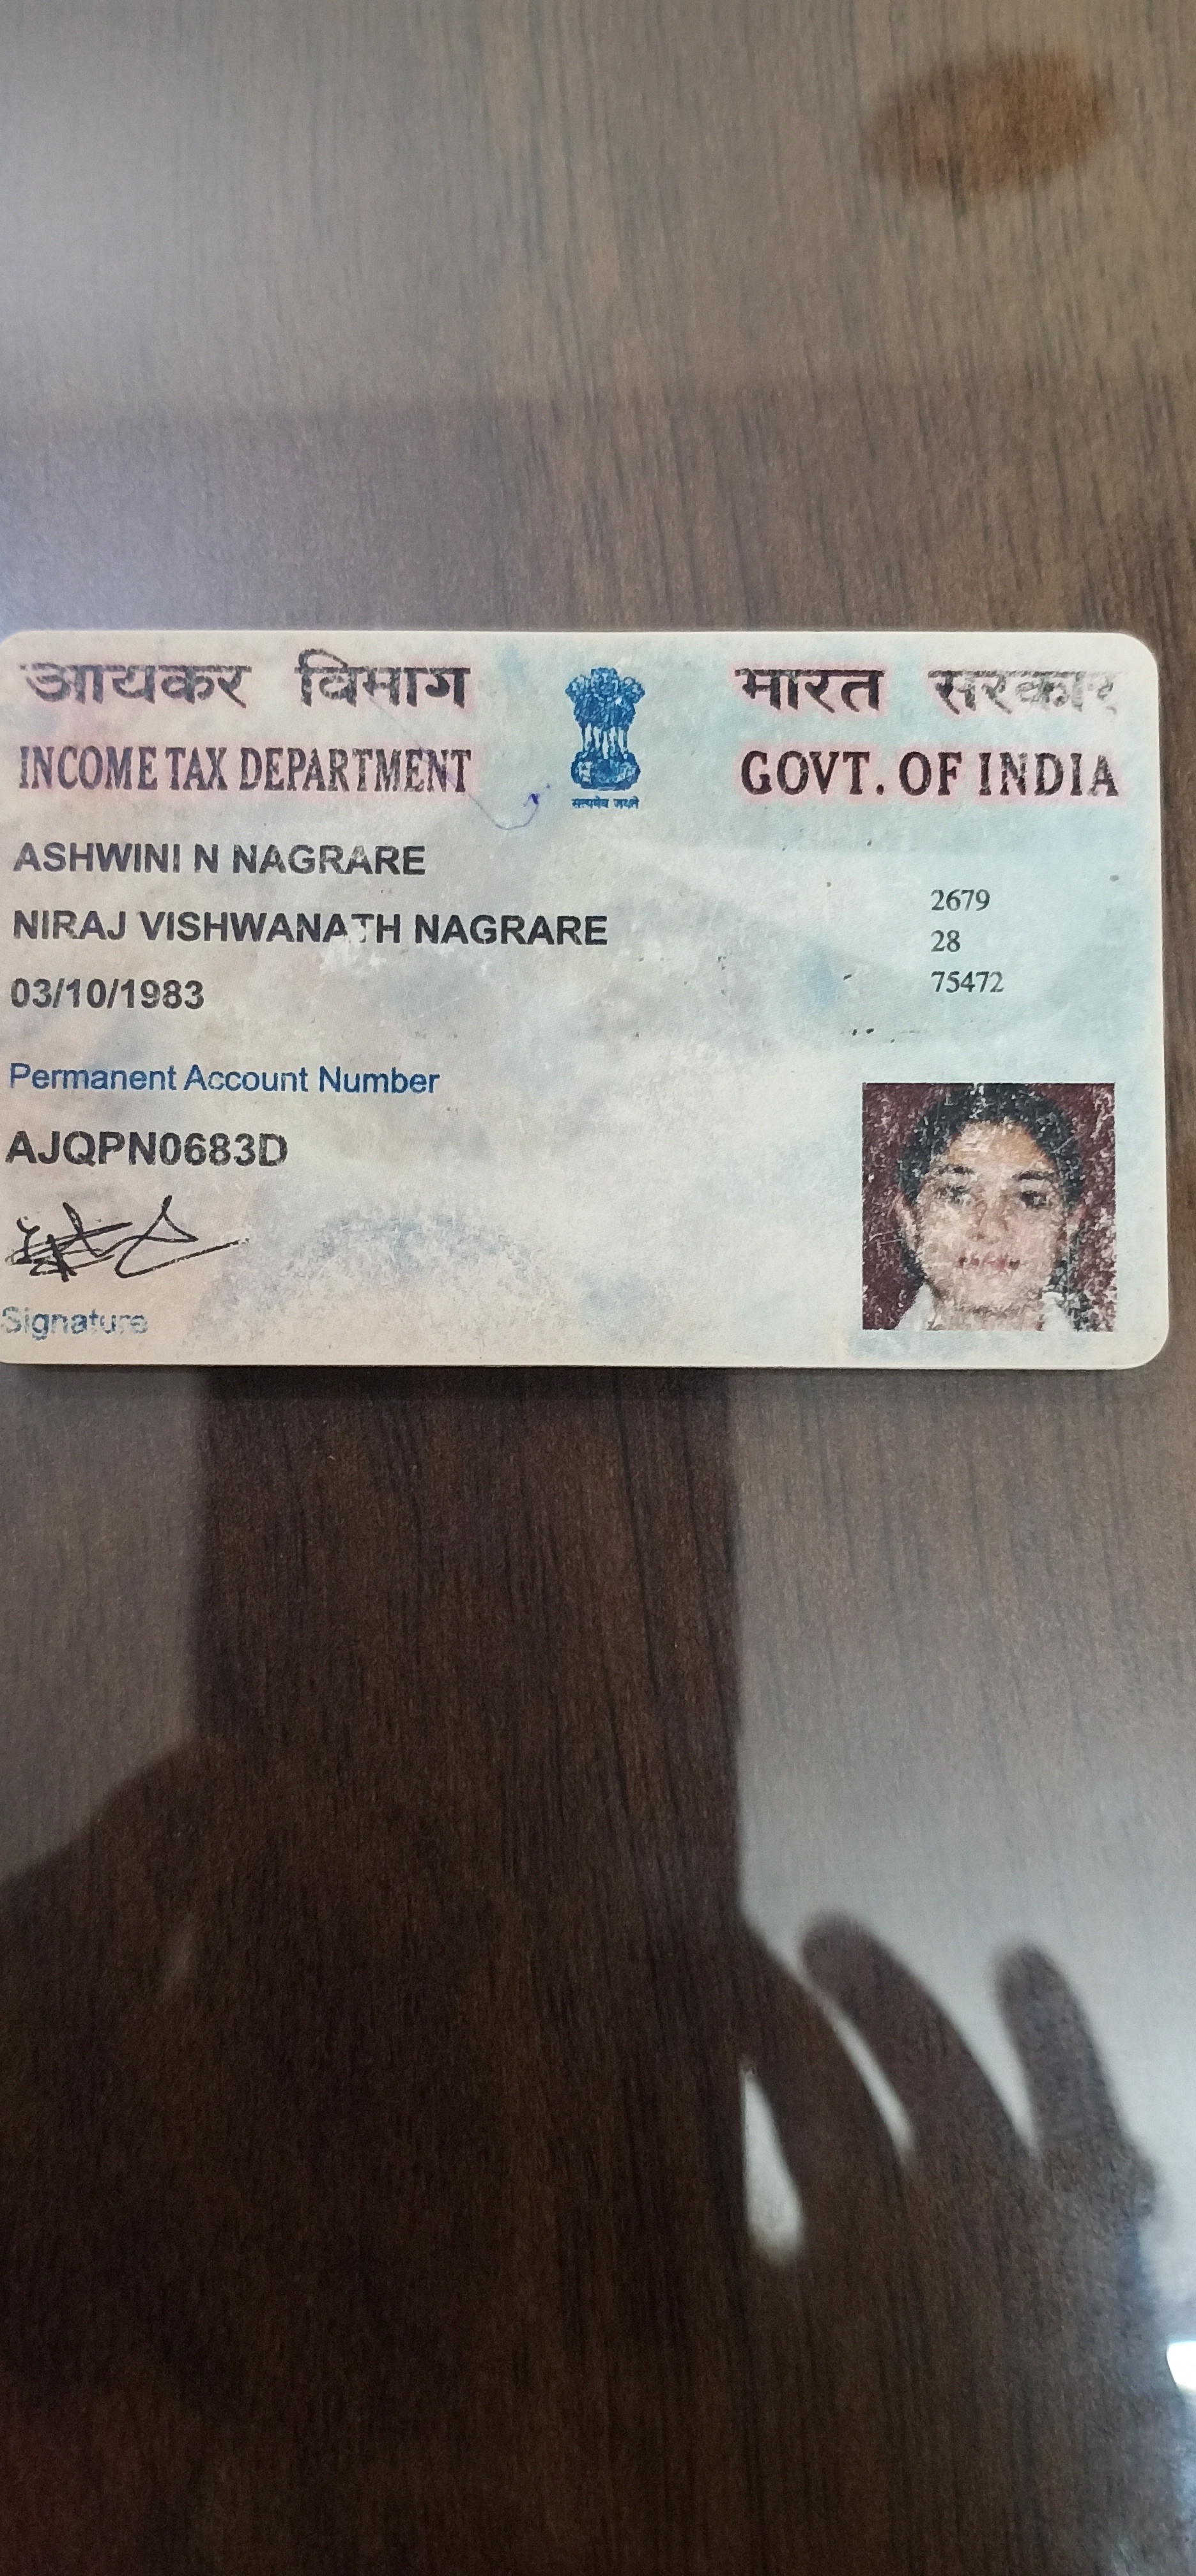 आयकर विभाग
INCOME TAX DEPARTMENT
सत्यमेव जयते
भारत सरकार
GOVT. OF INDIA
ASHWINI N NAGRARE
NIRAJ VISHWANATH NAGRARE
03/10/1983
2679
28
75472
Permanent Account Number
AJQPN0683D
Signature